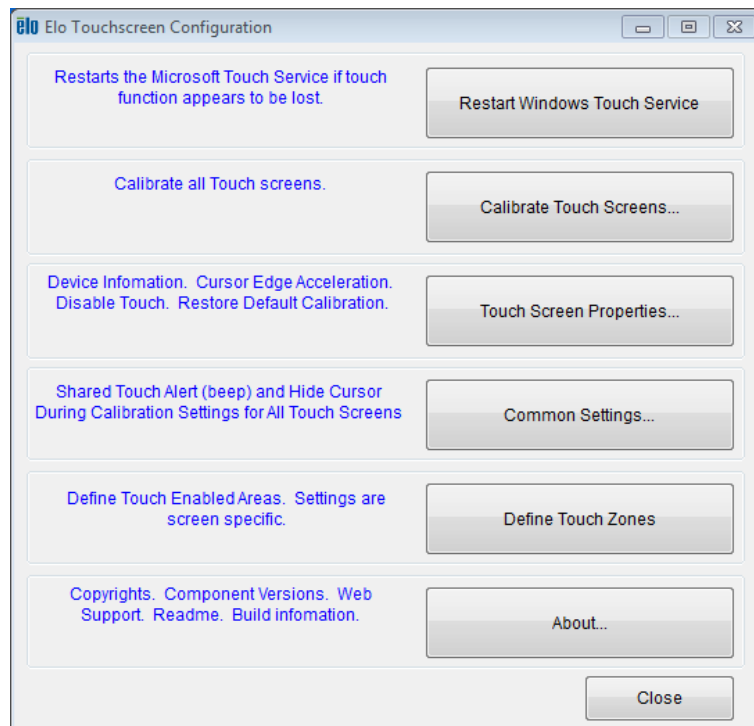 elo Elo Touchscreen Configuration
Restarts the Microsoft Touch Service if touch
function appears to be lost.
Restart Windows Touch Service
Calibrate all Touch screens.
Calibrate Touch Screens...
Device Infomation. Cursor Edge Acceleration.
Disable Touch. Restore Default Calibration.
Touch Screen Properties...
Shared Touch Alert (beep) and Hide Cursor
During Calibration Settings for All Touch Screens
Common Settings...
Define Touch Enabled Areas. Settings are
screen specific.
Define Touch Zones
Copyrights. Component Versions. Web
Support. Readme. Build infomation.
About...
Close